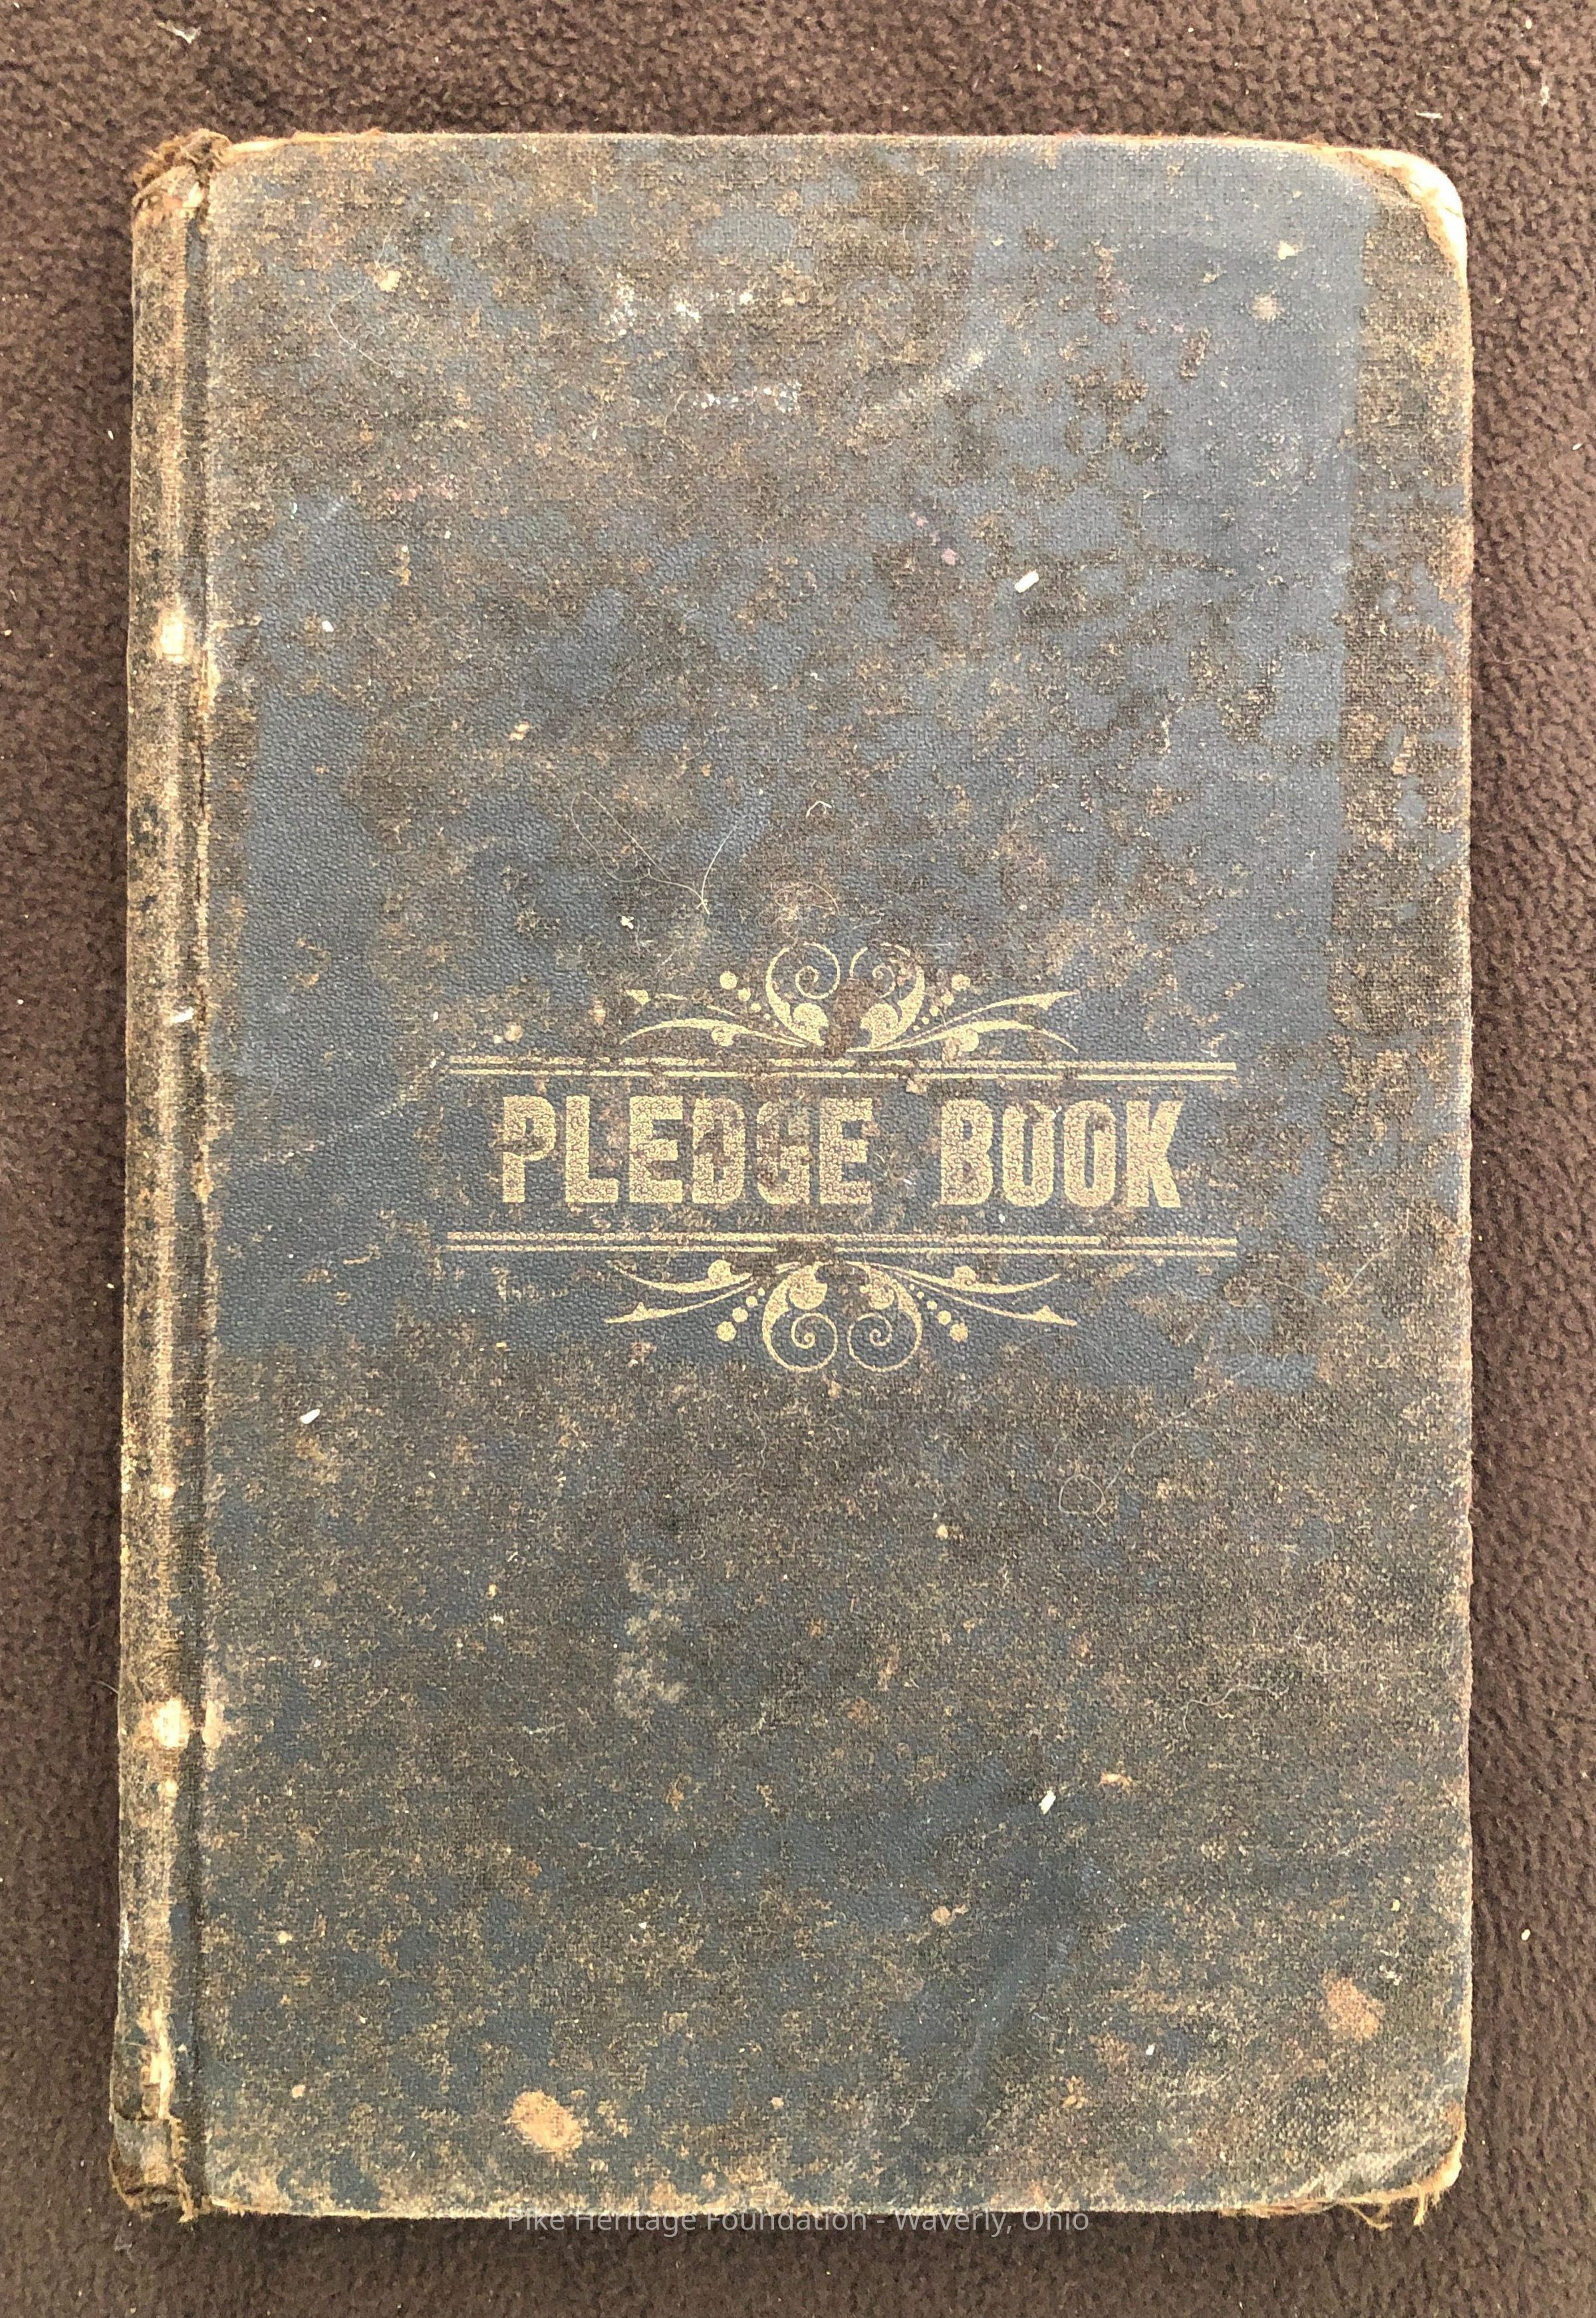 PLEDGE BOOK
Pike Heritage Foundation - Waverly, Ohio